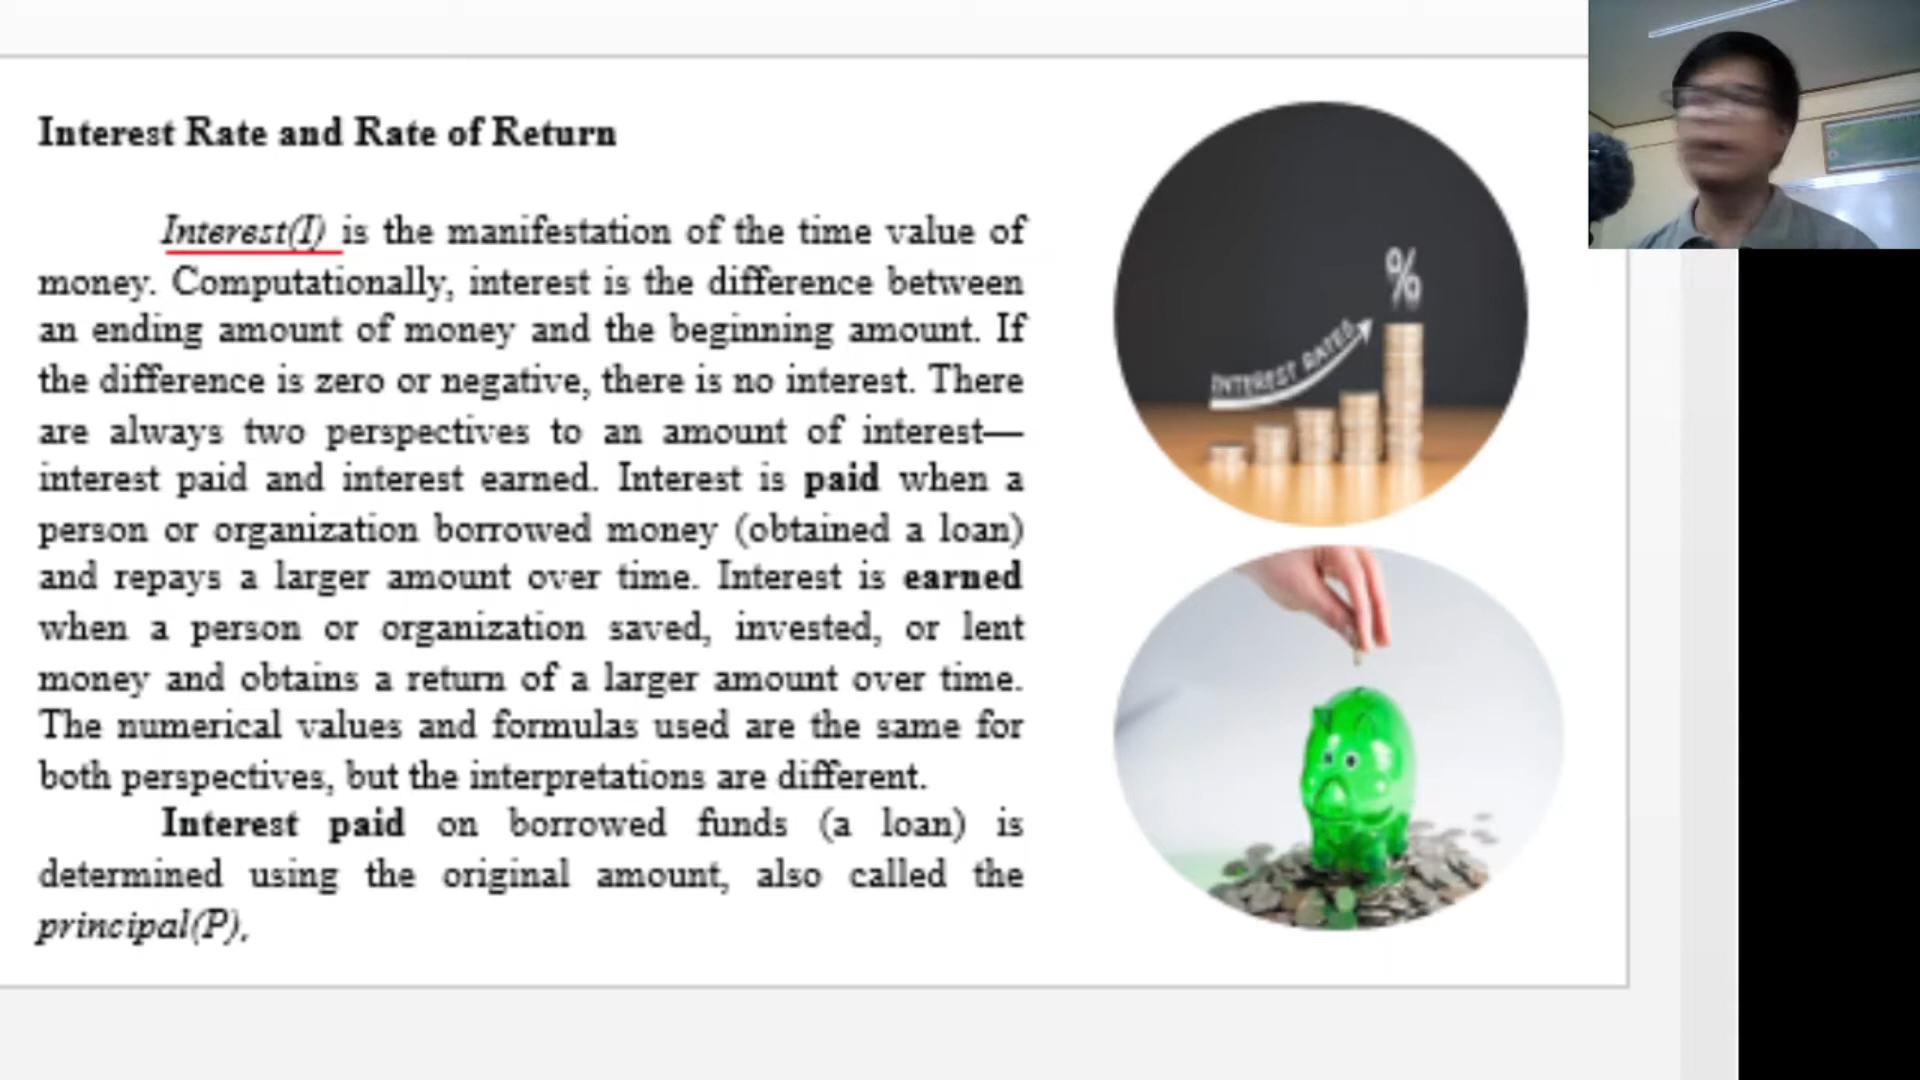 Interest Rate and Rate of Return
Interest(I) is the manifestation of the time value of
money. Computationally, interest is the difference between
an ending amount of money and the beginning amount. If
the difference is zero or negative, there is no interest. There
are always two perspectives to an amount of interest—
interest paid and interest earned. Interest is paid when a
person or organization borrowed money (obtained a loan)
and repays a larger amount over time. Interest is earned
when a person or organization saved, invested, or lent
money and obtains a return of a larger amount over time.
The numerical values and formulas used are the same for
both perspectives, but the interpretations are different.
Interest paid on borrowed funds (a loan) is
determined using the original amount, also called the
principal(P),
%
INTEREST RATES